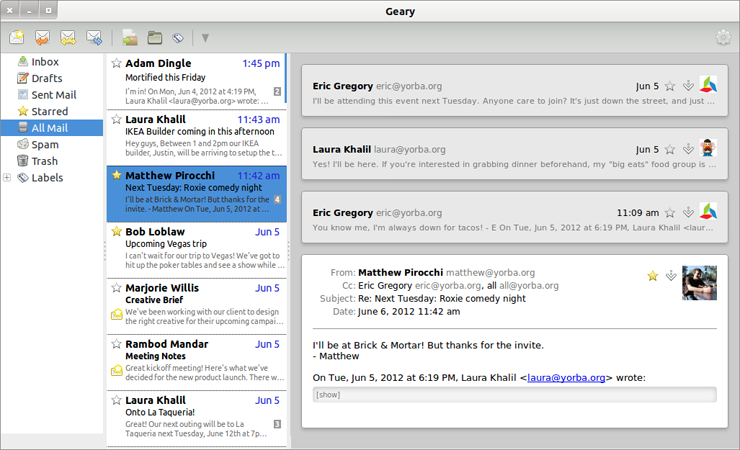 Geary
Inbox
Drafts
Sent Mail
Starred
All Mail
Spam
Trash
Labels
Adam Dingle 1:45 pm
Mortified this Friday
I'm in! On Mon, Jun 4, 2012 at 4:19 PM, 2
Laura Khalil <laura@yorba.org> wrote: …
Laura Khalil 11:43 am
IKEA Builder coming in this afternoon
Hey guys, Between 1 and 2pm our IKEA
builder, Justin, will be arriving to setup the t…
Matthew Pirocchi 11:42 am
Next Tuesday: Roxie comedy night
I'll be at Brick & Mortar! But thanks for the 4
invite. - Matthew On Tue, Jun 5, 2012 at …
Bob Loblaw Jun 5
Upcoming Vegas trip
I can't wait for our trip to Vegas! We've got to
hit up the poker tables and see a show while …
Marjorie Willis Jun 5
Creative Brief
We've been working with our client to design
the right creative for their upcoming campai…
Rambod Mandar Jun 5
Meeting Notes
Great kickoff meeting! Here's what we've
decided for the new product launch. There w…
Laura Khalil Jun 5
Onto La Taqueria!
Great! Our next outing will be to La 3
Taqueria next Tuesday, June 12th at 7p…
Eric Gregory eric@yorba.org Jun 5
I'll be attending this event next Tuesday. Anyone care to join? It's just down the street, and just …
Laura Khalil laura@yorba.org Jun 5
Yes! I'll be here. If you're interested in grabbing dinner beforehand, my "big eats" food group is …
Eric Gregory eric@yorba.org 11:09 am
You know me, I'm always down for tacos! - E On Tue, Jun 5, 2012 at 6:19 PM, Laura Khalil <laur…
From: Matthew Pirocchi matthew@yorba.org
Cc: Eric Gregory eric@yorba.org, all all@yorba.org
Subject: Re: Next Tuesday: Roxie comedy night
Date: June 6, 2012 11:42 am
I'll be at Brick & Mortar! But thanks for the invite.
- Matthew
On Tue, Jun 5, 2012 at 6:19 PM, Laura Khalil <laura@yorba.org> wrote:
[show]